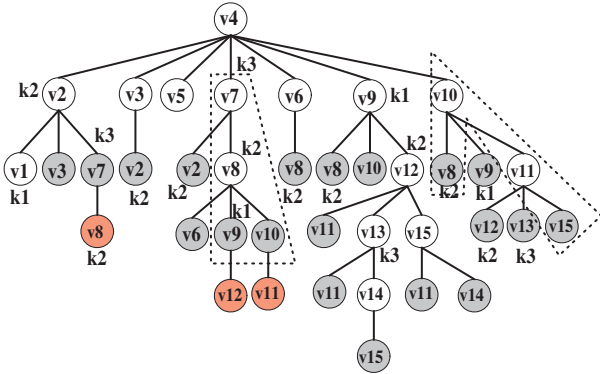 v4
k3
k2 v2 v3 v5 v7 v6 v9 k1 v10
k3 k2 k2
v1 v3 v7 v2 v2 v8 v8 v8 v10 v12 v8 v9 v11
k1 k2 k2 k2 k2 k2 k1
k1
v8 v6 v9 v10 v11 v13 v15 v12 v13 v15
k2 k3 k2 k3
v12 v11 v11 v14 v11 v14
v15